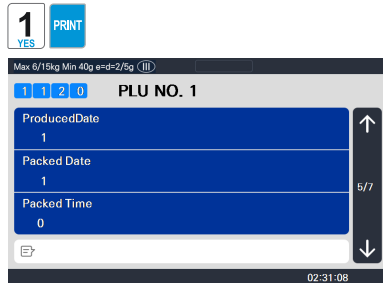 1
YES
PRINT
Max 6/15kg Min 40g e=d=2/5g III
1 1 2 0
PLU NO. 1
ProducedDate
1
Packed Date
1
5/7
Packed Time
0
02:31:08